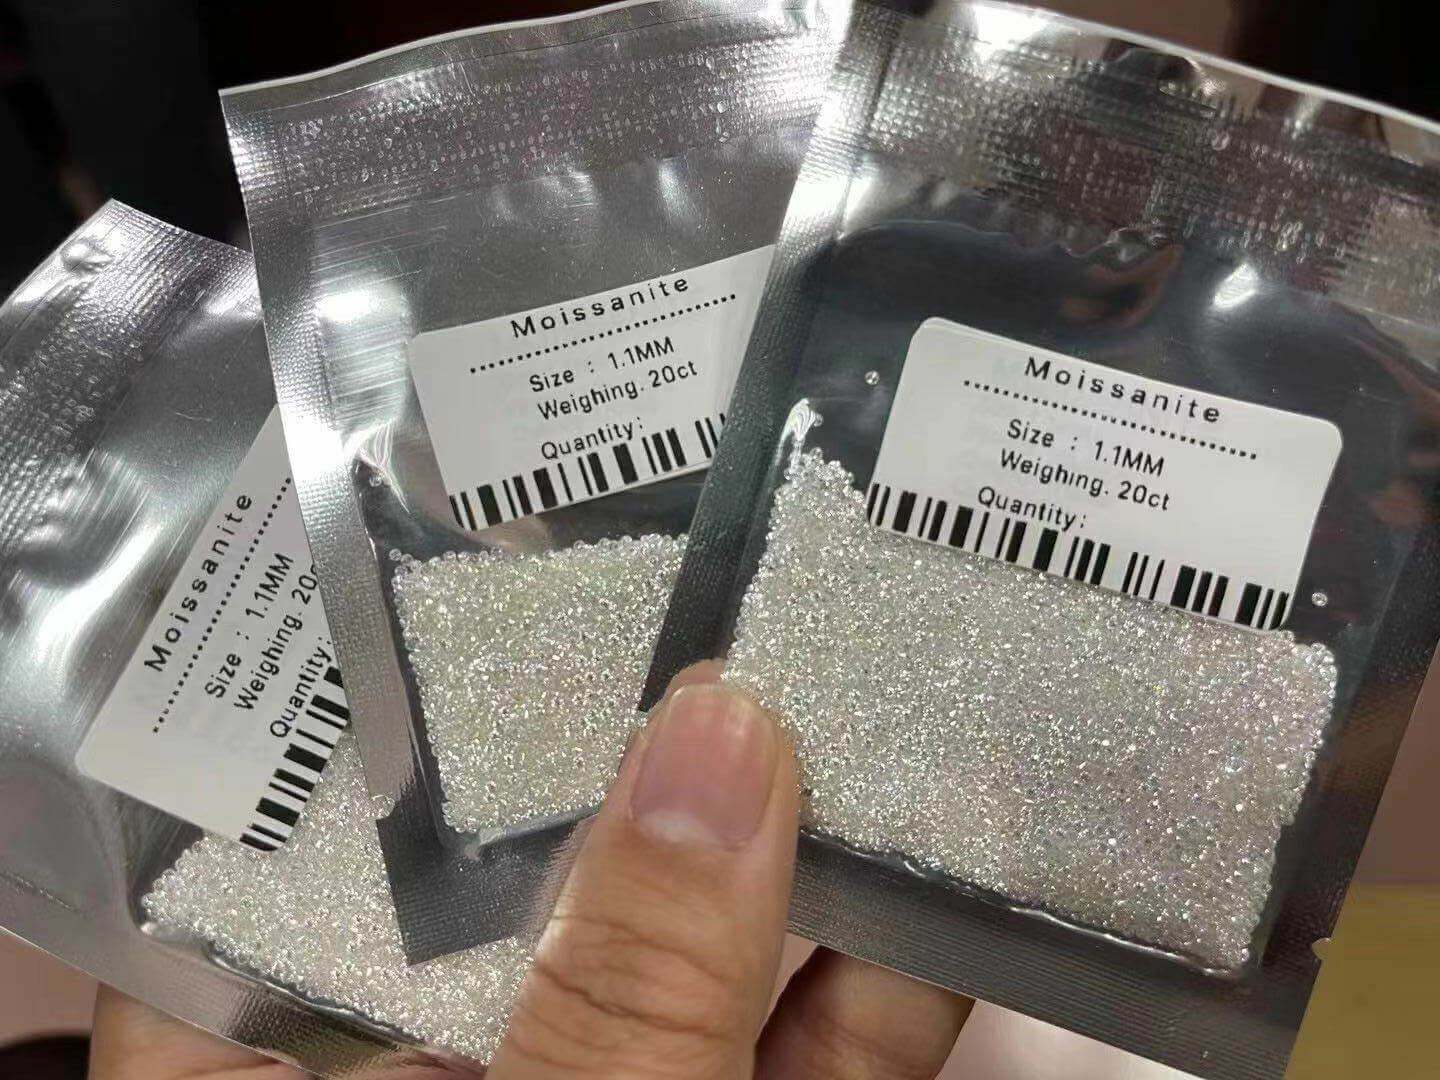 Moissanite
Size : 1.1MM
Weighing. 20
Quantity:
Moissanite
Size : 1.1MM
Weighing. 20ct
Quantity:
Moissanite
Size : 1.1MM
Weighing. 20ct
Quantity: